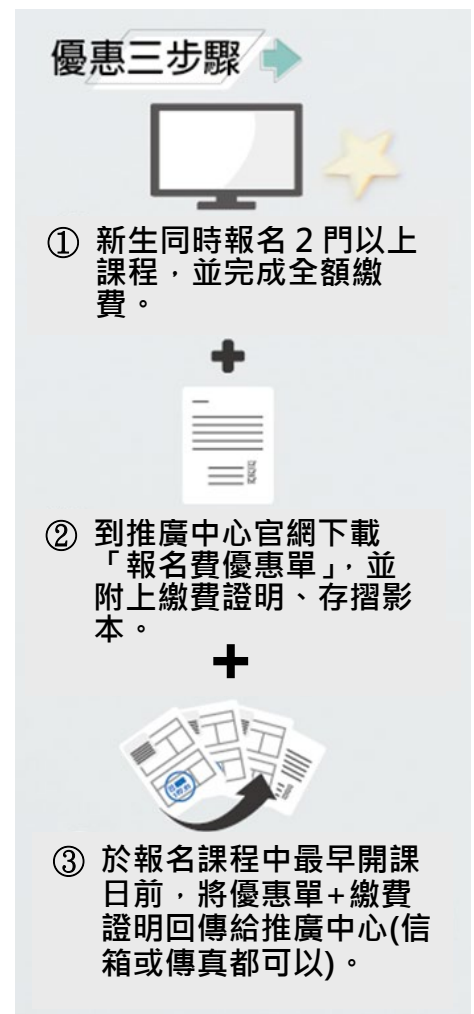 優惠三步驟
① 新生同時報名２門以上
課程，並完成全額繳
費。
② 到推廣中心官網下載
「報名費優惠單」，並
附上繳費證明、存摺影
本。
③ 於報名課程中最早開課
日前，將優惠單+繳費
證明回傳給推廣中心(信
箱或傳真都可以)。